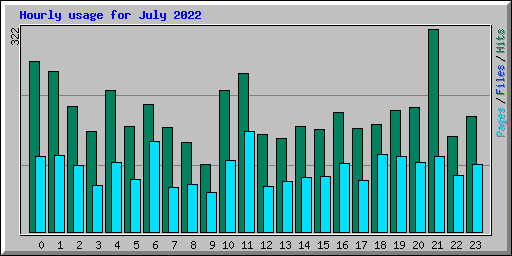 Hourly usage for July 2022
322
Pages/Files/Hits
0 1 2 3 4 5 6 7 8 9 10 11 12 13 14 15 16 17 18 19 20 21 22 23